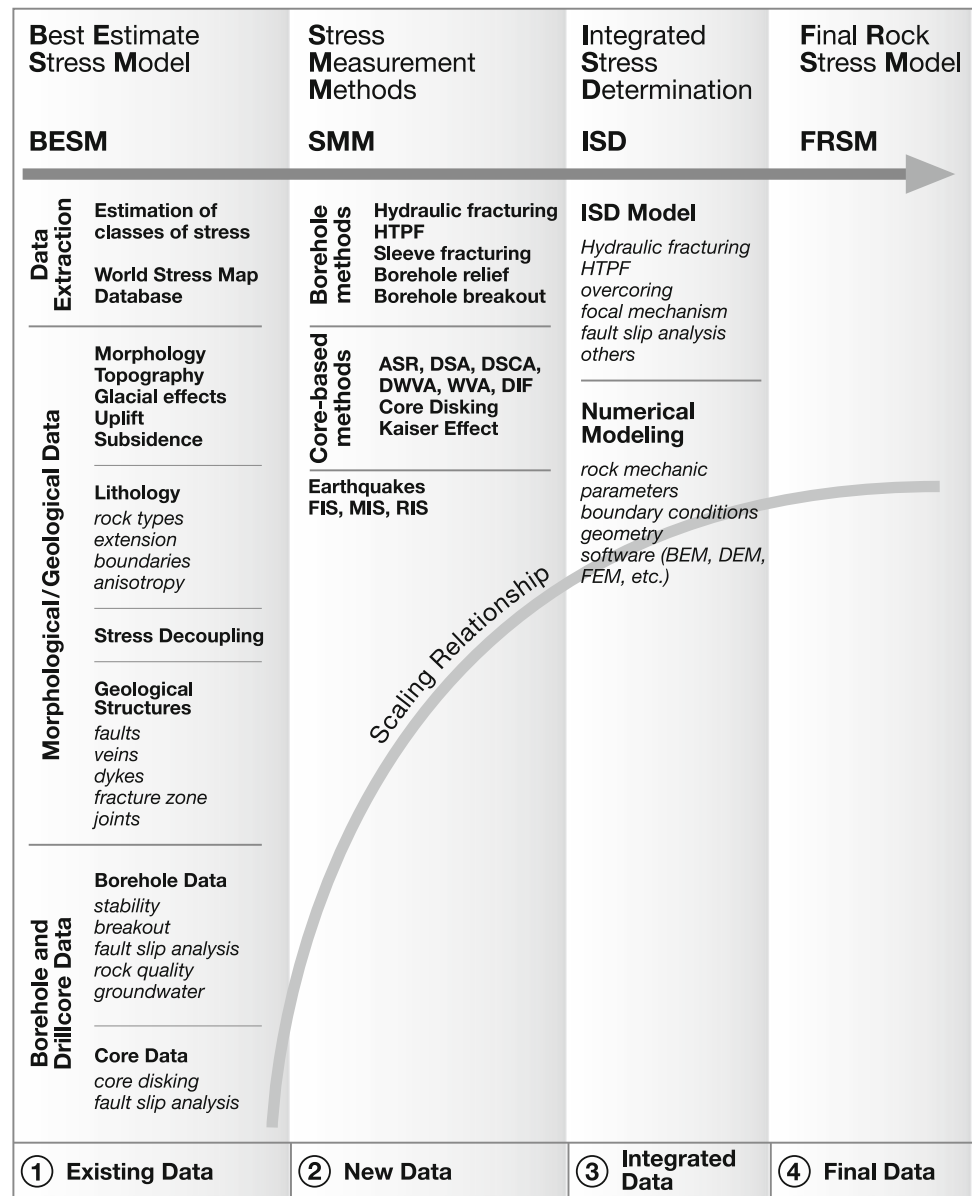 Best Estimate
Stress Model
BESM
Stress
Measurement
Methods
SMM
Integrated
Stress
Determination
ISD
Final Rock
Stress Model
FRSM
Data
Extraction
Estimation of
classes of stress
World Stress Map
Database
Morphological/Geological Data
Morphology
Topography
Glacial effects
Uplift
Subsidence
Lithology
rock types
extension
boundaries
anisotropy
Stress Decoupling
Geological
Structures
faults
veins
dykes
fracture zone
joints
Borehole and
Drillcore Data
Borehole Data
stability
breakout
fault slip analysis
rock quality
groundwater
Core Data
core disking
fault slip analysis
Borehole
methods
Hydraulic fracturing
HTPF
Sleeve fracturing
Borehole relief
Borehole breakout
Core-based
methods
ASR, DSA, DSCA,
DWVA, WVA, DIF
Core Disking
Kaiser Effect
Earthquakes
FIS, MIS, RIS
Scaling Relationship
ISD Model
Hydraulic fracturing
HTPF
overcoring
focal mechanism
fault slip analysis
others
Numerical
Modeling
rock mechanic
parameters
boundary conditions
geometry
software (BEM, DEM,
FEM, etc.)
1 Existing Data
2 New Data
3 Integrated
Data
4 Final Data